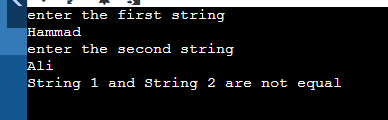 enter the first string
Hammad
enter the second string
Ali
String 1 and String 2 are not equal